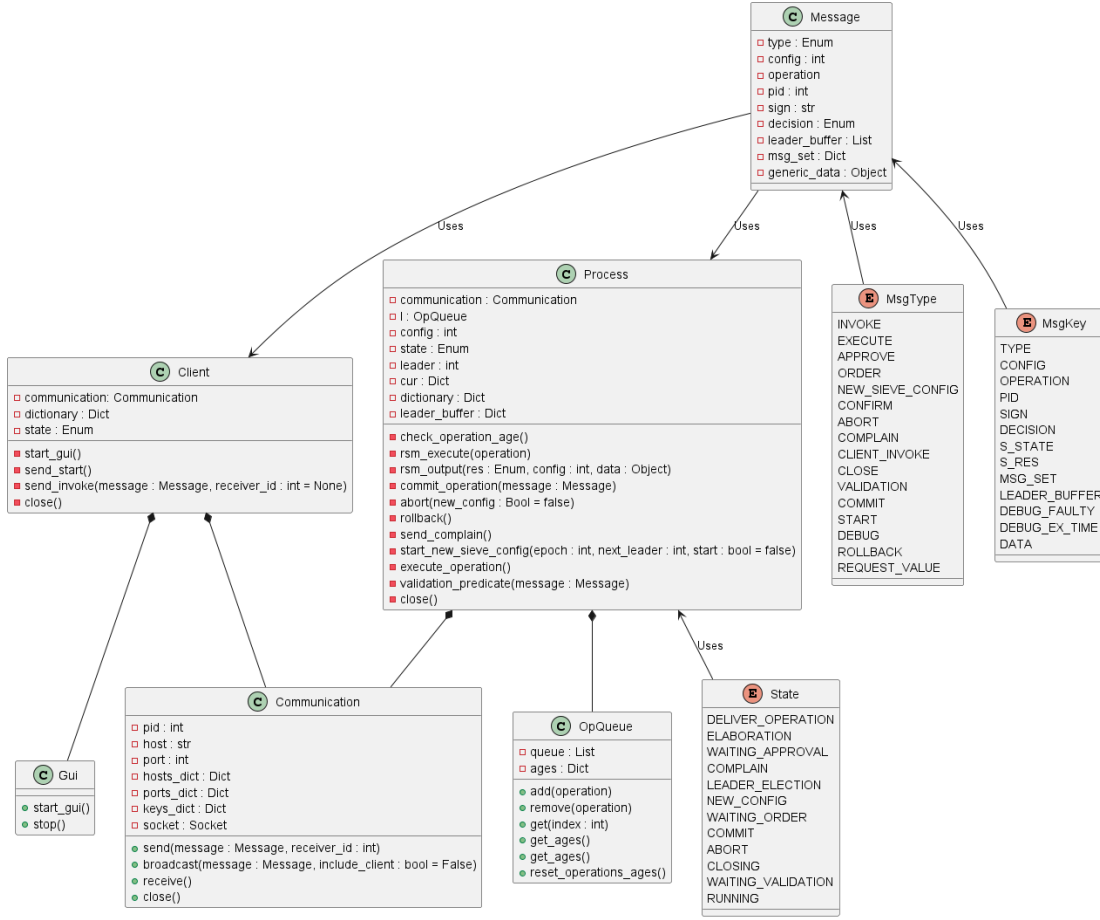 C Message
type : Enum
config : int
operation
pid : int
sign : str
decision : Enum
leader_buffer : List
msg_set : Dict
generic_data : Object
Uses
Uses
Uses
Uses
C Process
communication : Communication
l : OpQueue
config : int
state : Enum
leader : int
cur : Dict
dictionary : Dict
leader_buffer : Dict
check_operation_age()
rsm_execute(operation)
rsm_output(res : Enum, config : int, data : Object)
commit_operation(message : Message)
abort(new_config : Bool = false)
rollback()
send_complain()
start_new_sieve_config(epoch : int, next_leader : int, start : bool = false)
execute_operation()
validation_predicate(message : Message)
close()
E MsgType
INVOKE
EXECUTE
APPROVE
ORDER
NEW_SIEVE_CONFIG
CONFIRM
ABORT
COMPLAIN
CLIENT_INVOKE
CLOSE
VALIDATION
COMMIT
START
DEBUG
ROLLBACK
REQUEST_VALUE
E MsgKey
TYPE
CONFIG
OPERATION
PID
SIGN
DECISION
S_STATE
S_RES
MSG_SET
LEADER_BUFFER
DEBUG_FAULTY
DEBUG_EX_TIME
DATA
C Client
communication: Communication
dictionary : Dict
state : Enum
start_gui()
send_start()
send_invoke(message : Message, receiver_id : int = None)
close()
Uses
C Gui
start_gui()
stop()
C Communication
pid : int
host : str
port : int
hosts_dict : Dict
ports_dict : Dict
keys_dict : Dict
socket : Socket
send(message : Message, receiver_id : int)
broadcast(message : Message, include_client : bool = False)
receive()
close()
C OpQueue
queue : List
ages : Dict
add(operation)
remove(operation)
get(index : int)
get_ages()
get_ages()
reset_operations_ages()
E State
DELIVER_OPERATION
ELABORATION
WAITING_APPROVAL
COMPLAIN
LEADER_ELECTION
NEW_CONFIG
WAITING_ORDER
COMMIT
ABORT
CLOSING
WAITING_VALIDATION
RUNNING